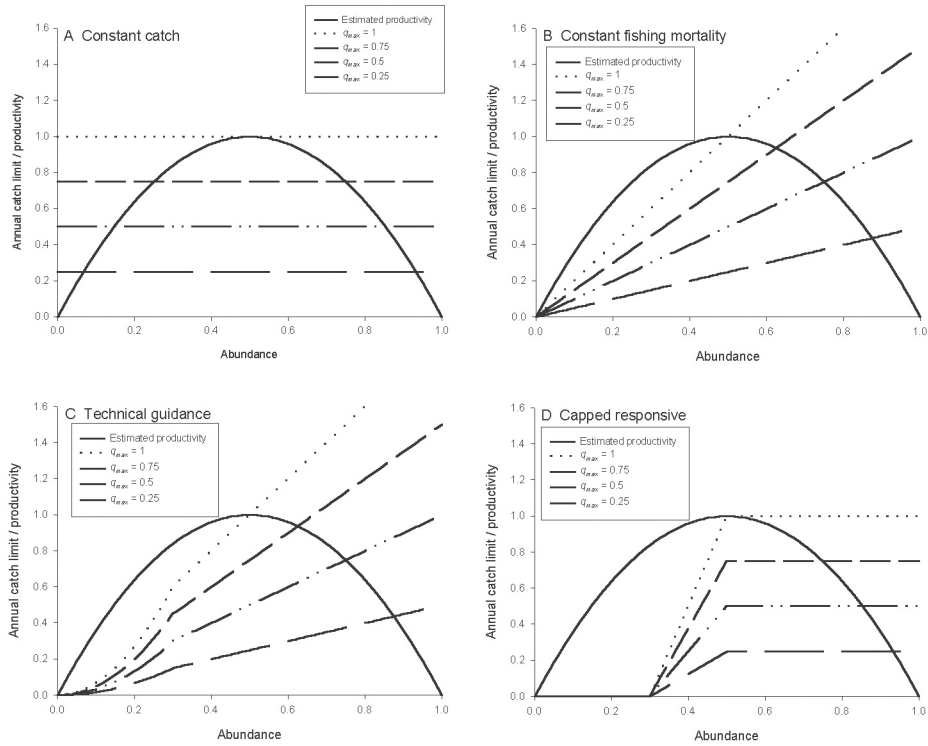 A Constant catch
Estimated productivity
qmax = 1
qmax = 0.75
qmax = 0.5
qmax = 0.25
1.6
1.4
1.2
1.0
0.8
0.6
0.4
0.2
0.0
Annual catch limit / productivity
0.0 0.2 0.4 0.6 0.8 1.0
Abundance
B Constant fishing mortality
Estimated productivity
qmax = 1
qmax = 0.75
qmax = 0.5
qmax = 0.25
1.6
1.4
1.2
1.0
0.8
0.6
0.4
0.2
0.0
Annual catch limit / productivity
0.0 0.2 0.4 0.6 0.8 1.0
Abundance
C Technical guidance
Estimated productivity
qmax = 1
qmax = 0.75
qmax = 0.5
qmax = 0.25
1.6
1.4
1.2
1.0
0.8
0.6
0.4
0.2
0.0
Annual catch limit / productivity
0.0 0.2 0.4 0.6 0.8 1.0
Abundance
D Capped responsive
Estimated productivity
qmax = 1
qmax = 0.75
qmax = 0.5
qmax = 0.25
1.6
1.4
1.2
1.0
0.8
0.6
0.4
0.2
0.0
Annual catch limit / productivity
0.0 0.2 0.4 0.6 0.8 1.0
Abundance